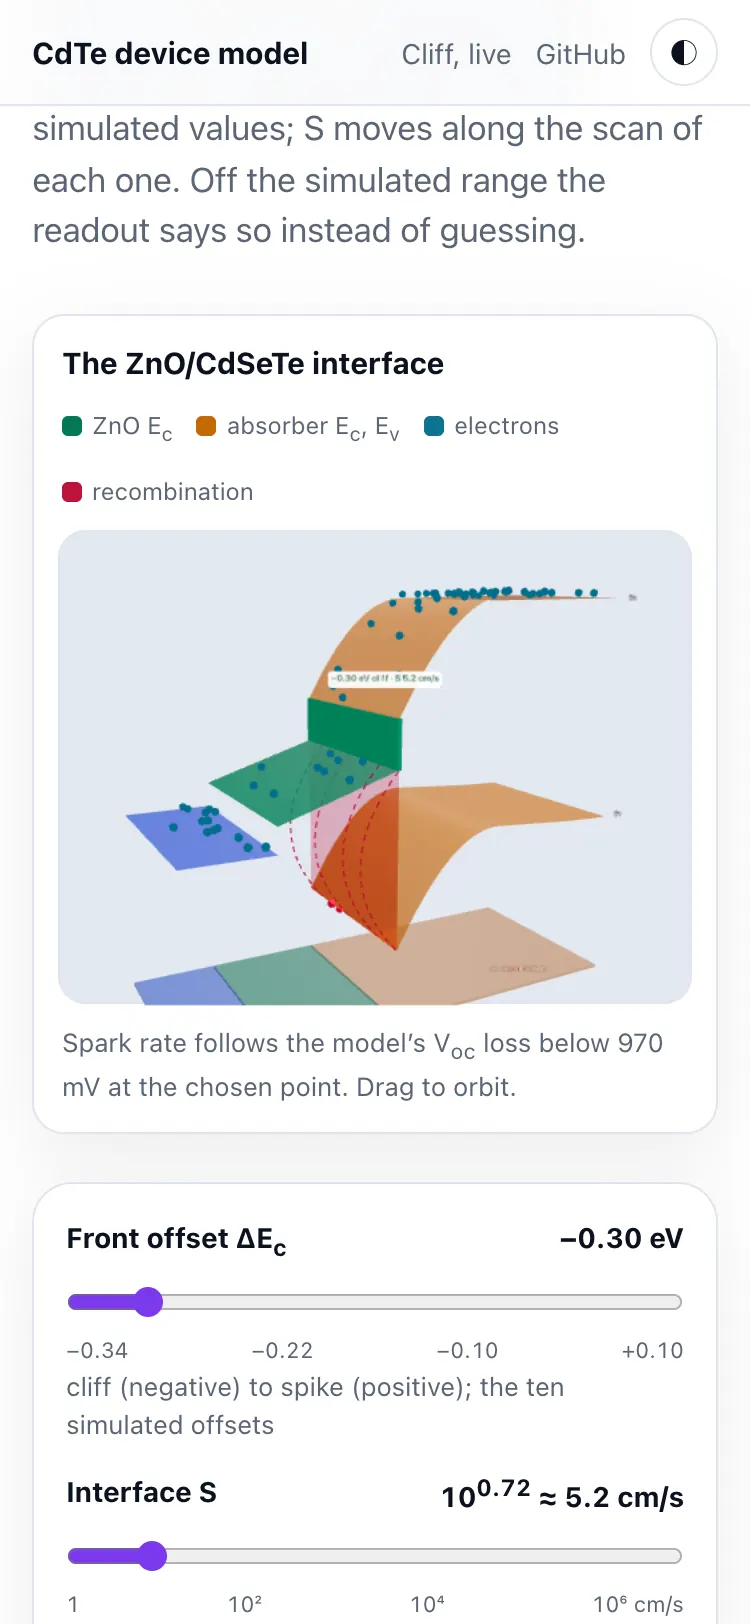 CdTe device model
Cliff, live
GitHub
simulated values; S moves along the scan of
each one. Off the simulated range the
readout says so instead of guessing.
The ZnO/CdSeTe interface
ZnO Ec
absorber Ec, Ev
electrons
recombination
−0.30 eV cliff · S 5.2 cm/s
Spark rate follows the model’s Voc loss below 970
mV at the chosen point. Drag to orbit.
Front offset ΔEc
−0.30 eV
−0.34
−0.22
−0.10
+0.10
cliff (negative) to spike (positive); the ten
simulated offsets
Interface S
10^0.72 ≈ 5.2 cm/s
1
10²
10⁴
10⁶ cm/s